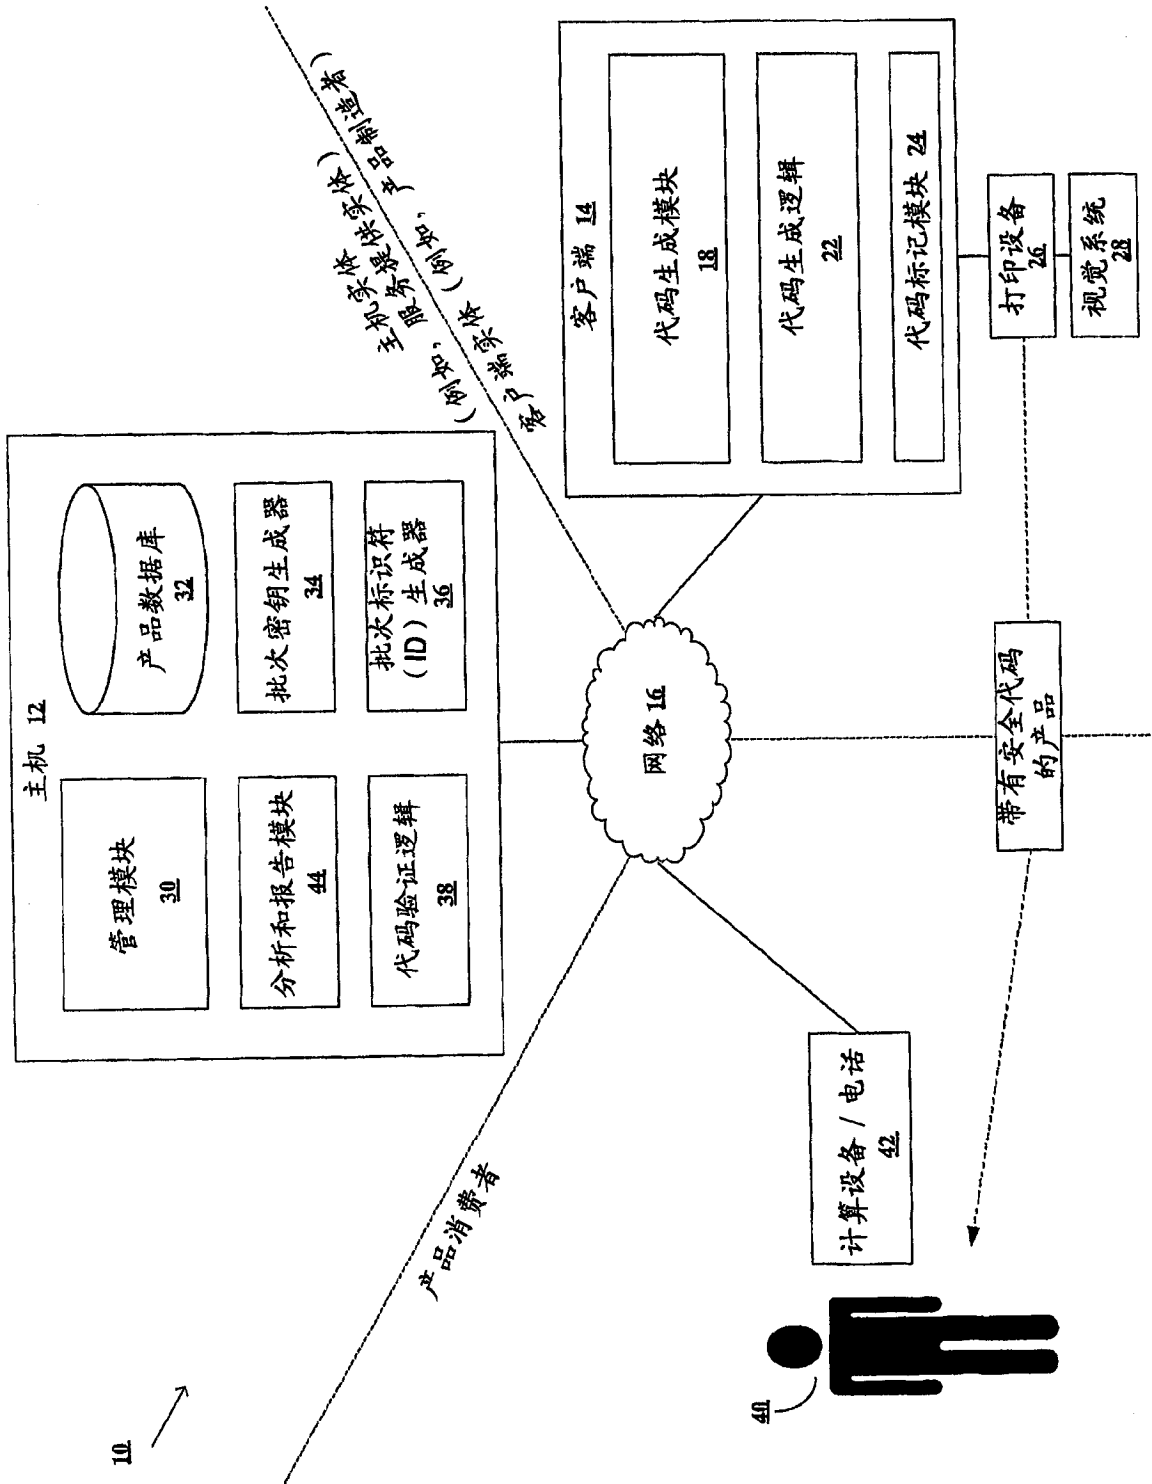 10
主机 12
管理模块
30
产品数据库
32
分析和报告模块
44
批次密钥生成器
34
代码验证逻辑
38
批次标识符
（ID）生成器
36
产品消费者
主机实体
（例如，主服务提供实体）
客户端实体（例如，产品制造者）
网络 16
客户端 14
代码生成模块
18
代码生成逻辑
22
代码标记模块 24
打印设备
26
视觉系统
28
带有安全代码
的产品
计算设备/电话
42
40